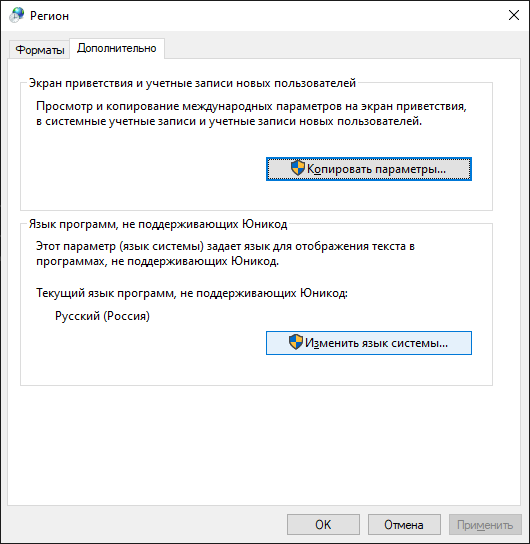 Регион
Форматы
Дополнительно
Экран приветствия и учетные записи новых пользователей
Просмотр и копирование международных параметров на экран приветствия,
в системные учетные записи и учетные записи новых пользователей.
Копировать параметры...
Язык программ, не поддерживающих Юникод
Этот параметр (язык системы) задает язык для отображения текста в
программах, не поддерживающих Юникод.
Текущий язык программ, не поддерживающих Юникод:
Русский (Россия)
Изменить язык системы...
OK
Отмена
Применить